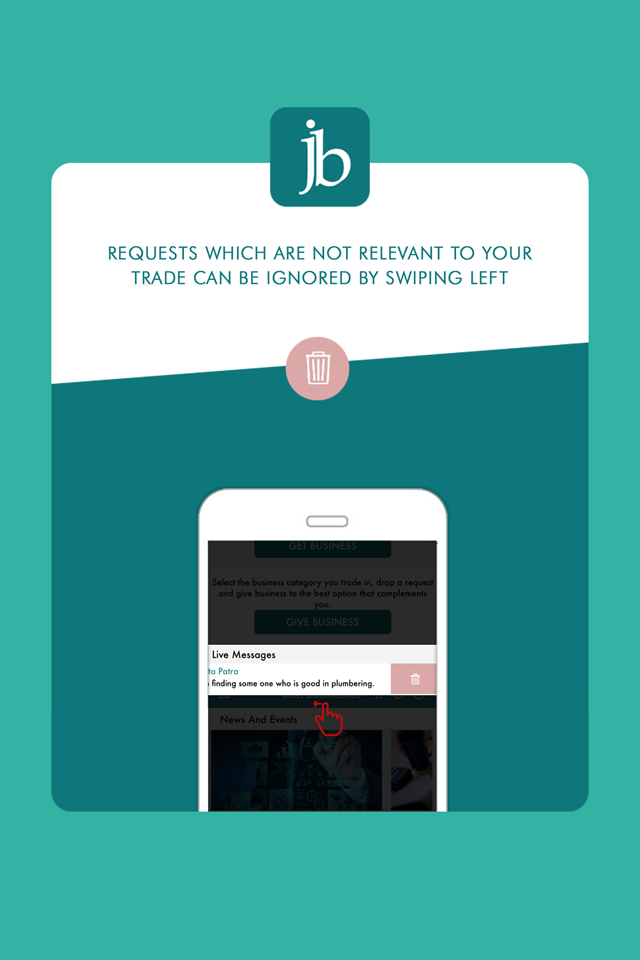 jb
REQUESTS WHICH ARE NOT RELEVANT TO YOUR
TRADE CAN BE IGNORED BY SWIPING LEFT
GET BUSINESS
Select the business category you trade in, drop a request
and give business to the best option that complements
you.
GIVE BUSINESS
Live Messages
ta Patra
finding some one who is good in plumbering.
News And Events